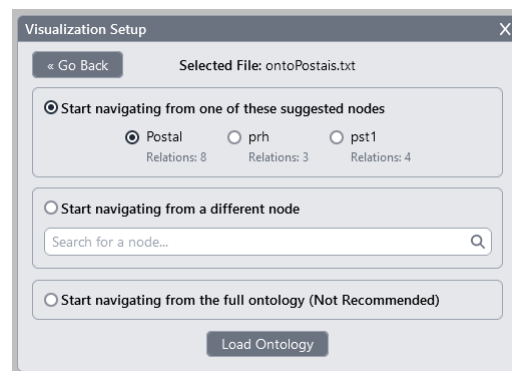 Visualization Setup X
« Go Back Selected File: ontoPostais.txt
Start navigating from one of these suggested nodes
Postal prh pst1
Relations: 8 Relations: 3 Relations: 4
Start navigating from a different node
Search for a node...
Start navigating from the full ontology (Not Recommended)
Load Ontology